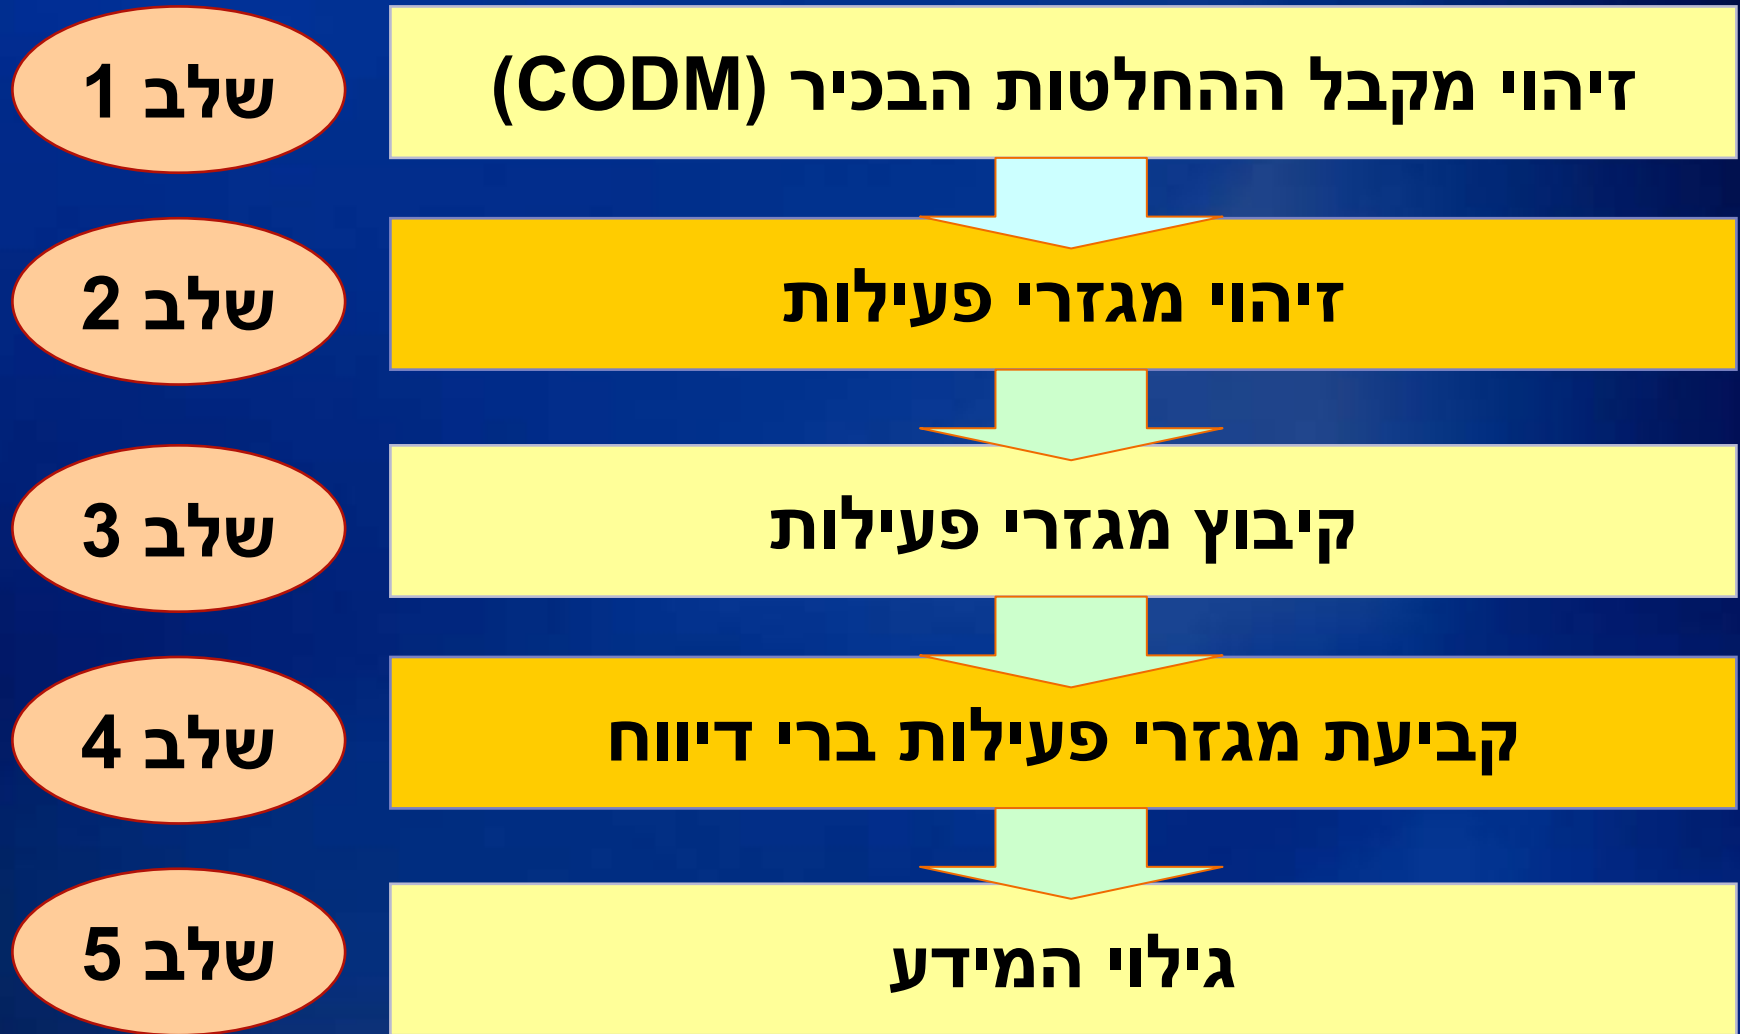 שלב 1
זיהוי מקבל ההחלטות הבכיר (CODM)
שלב 2
זיהוי מגזרי פעילות
שלב 3
קיבוץ מגזרי פעילות
שלב 4
קביעת מגזרי פעילות ברי דיווח
שלב 5
גילוי המידע